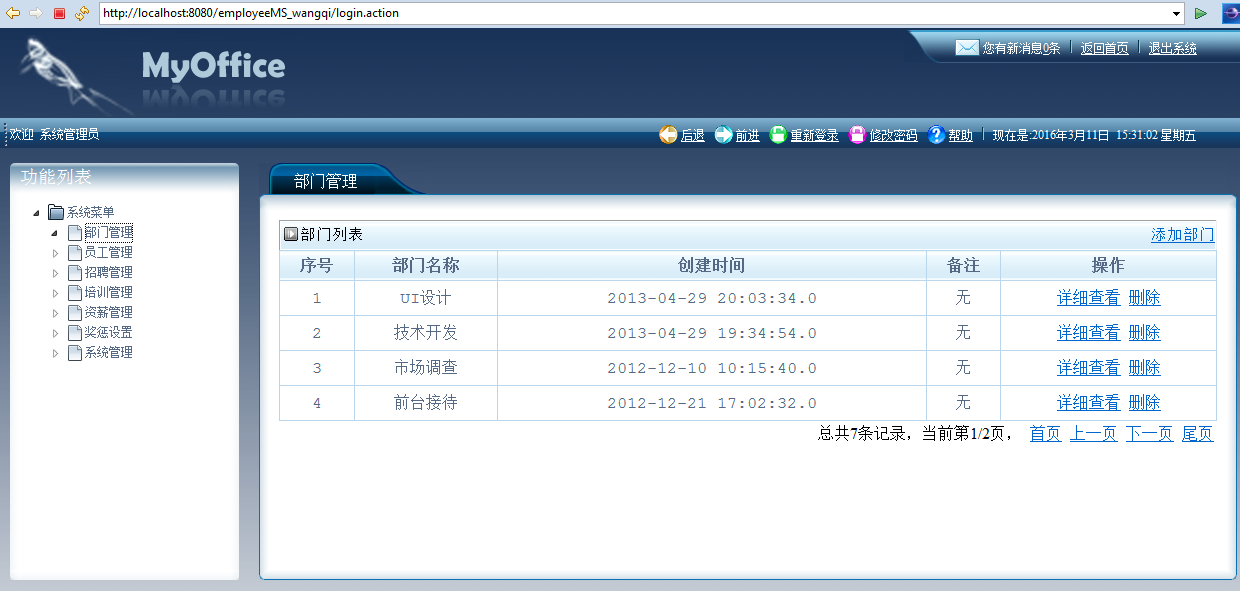 http://localhost:8080/employeeMS_wangqi/login.action
MyOffice
您有新消息0条 返回首页 退出系统
欢迎 系统管理员
后退 前进 重新登录 修改密码 帮助 现在是:2016年3月11日 15:31:02 星期五
功能列表
系统菜单
部门管理
员工管理
招聘管理
培训管理
资薪管理
奖惩设置
系统管理
部门管理
部门列表 添加部门
序号 部门名称 创建时间 备注 操作
1 UI设计 2013-04-29 20:03:34.0 无 详细查看 删除
2 技术开发 2013-04-29 19:34:54.0 无 详细查看 删除
3 市场调查 2012-12-10 10:15:40.0 无 详细查看 删除
4 前台接待 2012-12-21 17:02:32.0 无 详细查看 删除
总共7条记录，当前第1/2页， 首页 上一页 下一页 尾页